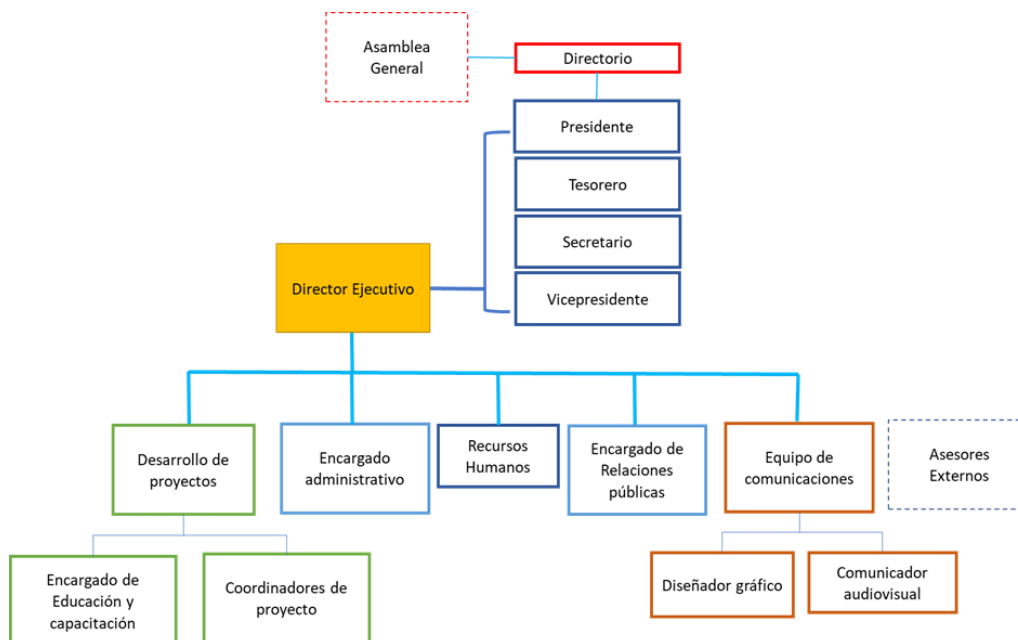 Asamblea
General
Directorio
Presidente
Tesorero
Secretario
Vicepresidente
Director Ejecutivo
Desarrollo de
proyectos
Encargado
administrativo
Recursos
Humanos
Encargado de
Relaciones
públicas
Equipo de
comunicaciones
Asesores
Externos
Encargado de
Educación y
capacitación
Coordinadores de
proyecto
Diseñador gráfico
Comunicador
audiovisual